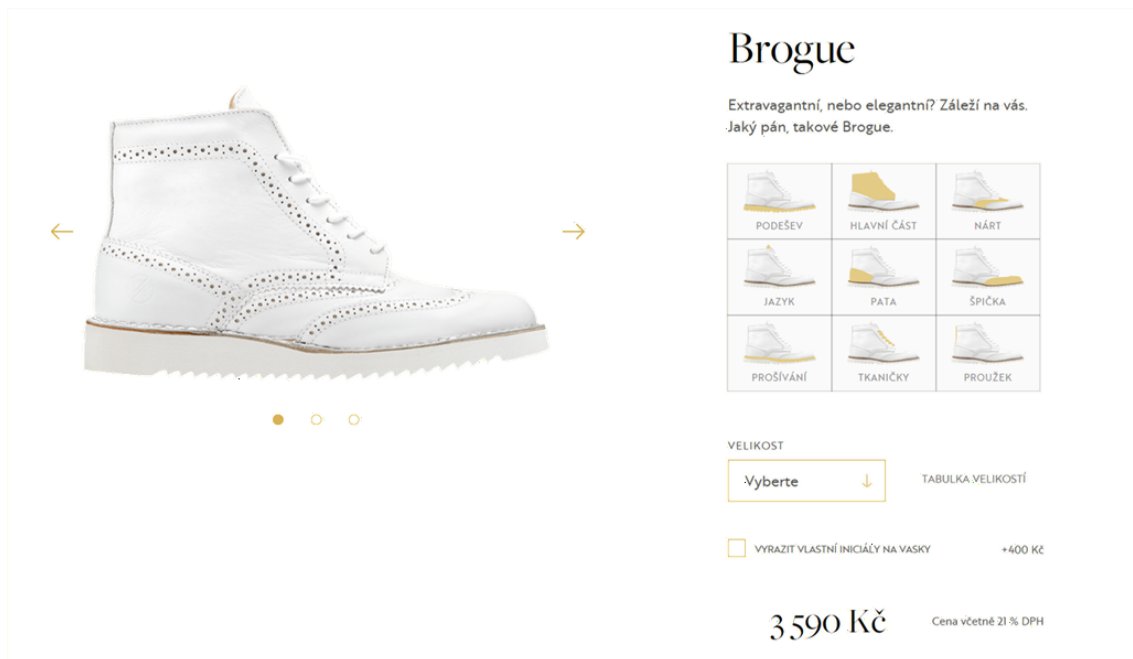 Brogue
Extravagantní, nebo elegantní? Záleží na vás.
Jaký pán, takové Brogue.
PODEŠEV HLAVNÍ ČÁST NÁRT
JAZYK PATA ŠPIČKA
PROŠÍVÁNÍ TKANIČKY PROUŽEK
VELIKOST
Vyberte TABULKA VELIKOSTÍ
VYRAZIT VLASTNÍ INICIÁLY NA VASKY +400 Kč
3 590 Kč Cena včetně 21 % DPH